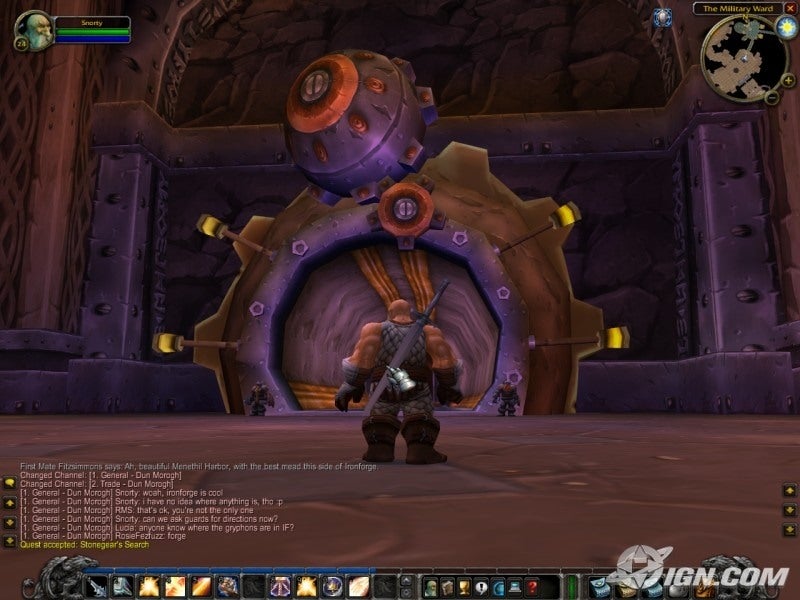 Snorty
24
The Military Ward
N
First Mate Fitzsimmons says: Ah, beautiful Menethil Harbor, with the best mead this side of Ironforge.
Changed Channel: [1. General - Dun Morogh]
Changed Channel: [2. Trade - Dun Morogh]
[1. General - Dun Morogh] Snorty: woah, ironforge is cool
[1. General - Dun Morogh] Snorty: i have no idea where anything is, tho :p
[1. General - Dun Morogh] RMS: that's ok, you're not the only one
[1. General - Dun Morogh] Snorty: can we ask guards for directions now?
[1. General - Dun Morogh] Lucia: anyone know where the gryphons are in IF?
[1. General - Dun Morogh] RosieFezfuzz: forge
Quest accepted: Stonegear's Search
IGN.COM